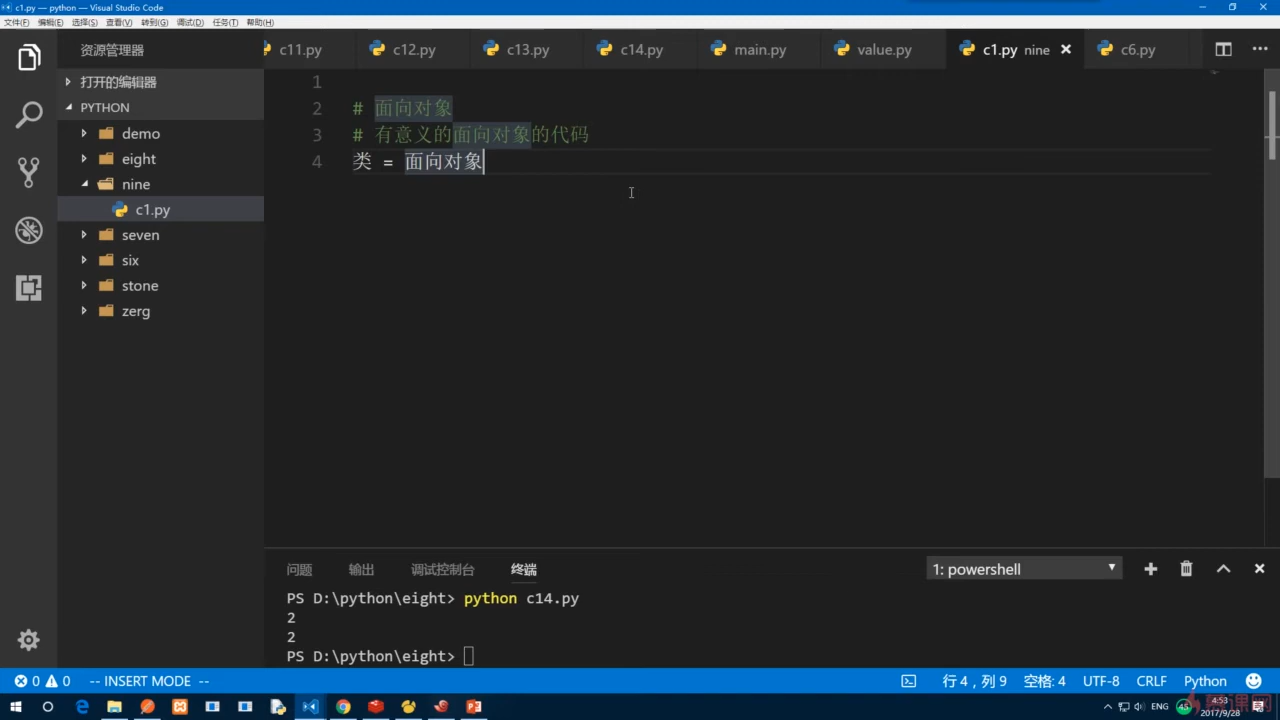 c1.py — python — Visual Studio Code
文件(F) 编辑(E) 选择(S) 查看(V) 转到(G) 调试(D) 任务(T) 帮助(H)
资源管理器
c11.py c12.py c13.py c14.py main.py value.py c1.py nine c6.py
打开的编辑器
PYTHON
demo
eight
nine
c1.py
seven
six
stone
zerg
1
2 # 面向对象
3 # 有意义的面向对象的代码
4 类 = 面向对象
问题 输出 调试控制台 终端 1: powershell
PS D:\python\eight> python c14.py
2
2
PS D:\python\eight>
0 0 -- INSERT MODE -- 行 4，列 9 空格: 4 UTF-8 CRLF Python
ENG 45 4:53
2017/9/28
慕课网